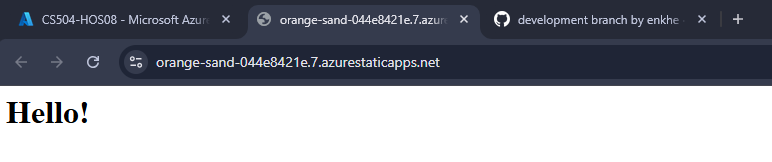 CS504-HOS08 - Microsoft Azur
orange-sand-044e8421e.7.azure
development branch by enkhe
orange-sand-044e8421e.7.azurestaticapps.net
Hello!